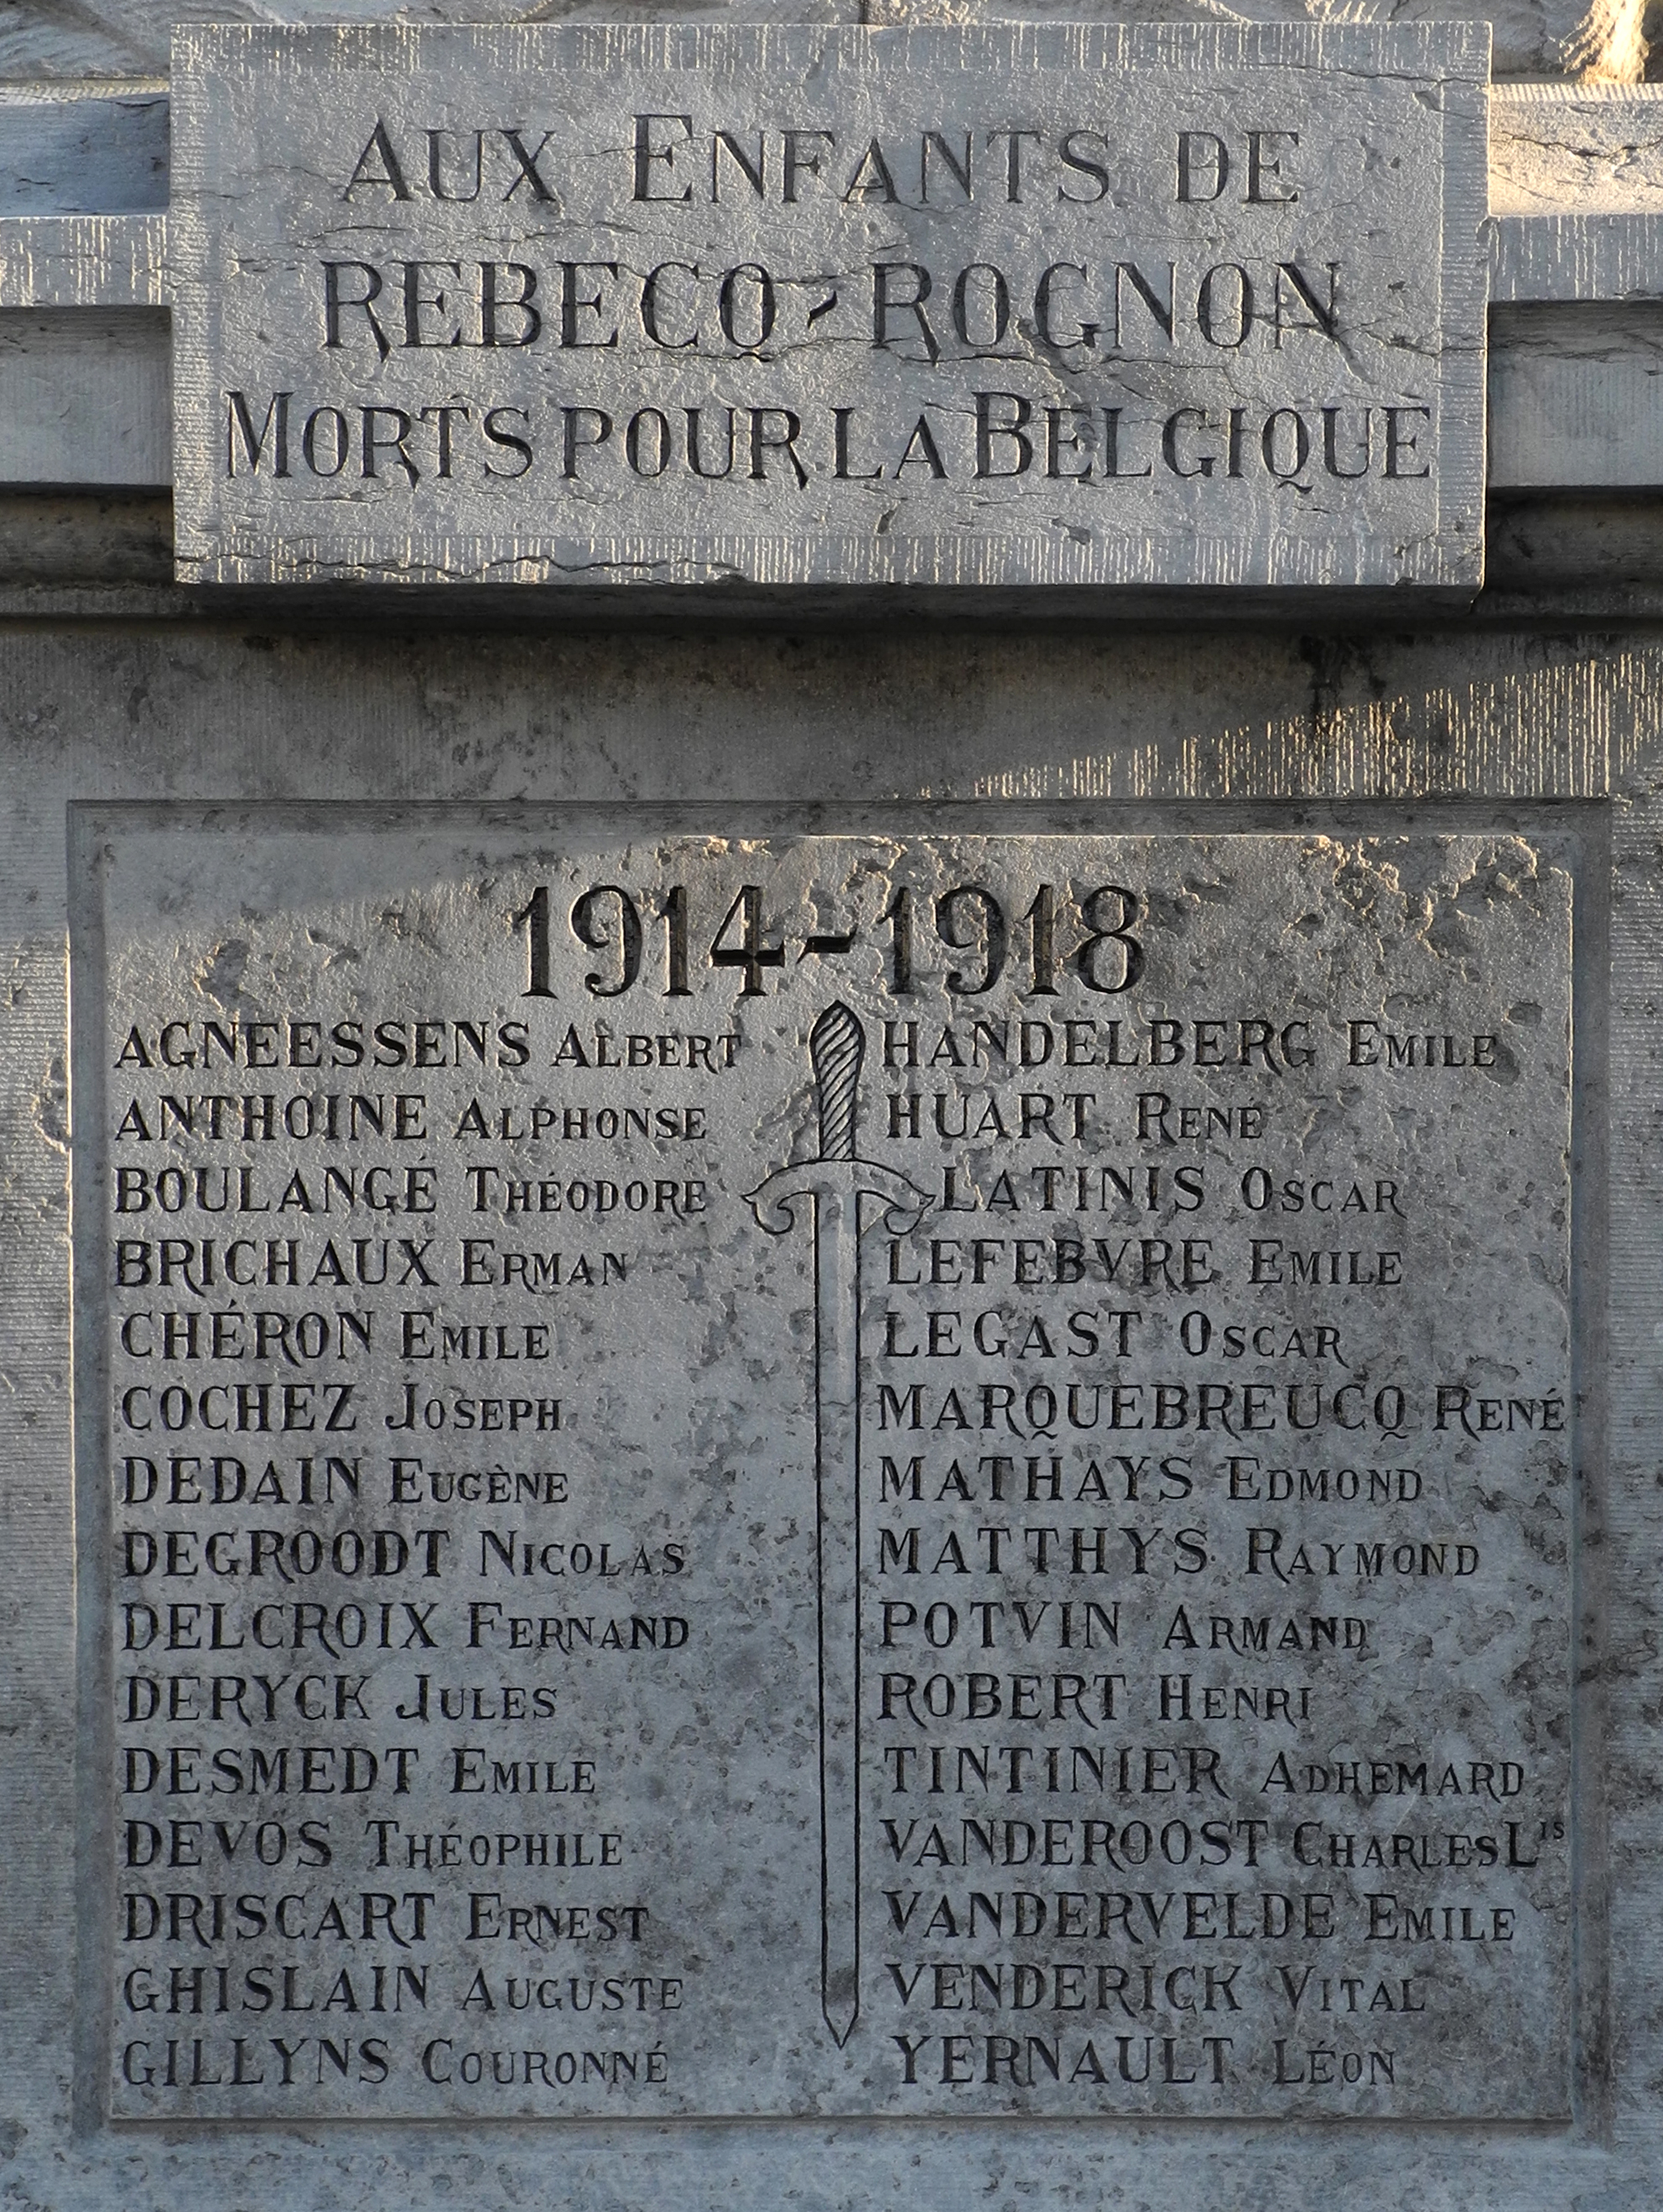 AUX ENFANTS DE
REBECQ-ROGNON
MORTS POUR LA BELGIQUE
1914-1918
AGNEESSENS ALBERT
ANTHOINE ALPHONSE
BOULANGÉ THÉODORE
BRICHAUX ERMAN
CHÉRON EMILE
COCHEZ JOSEPH
DEDAIN EUGÈNE
DEGROODT NICOLAS
DELCROIX FERNAND
DERYCK JULES
DESMEDT EMILE
DEVOS THÉOPHILE
DRISCART ERNEST
GHISLAIN AUGUSTE
GILLYNS COURONNÉ
HANDELBERG EMILE
HUART RENÉ
LATINIS OSCAR
LEFEBVRE EMILE
LEGAST OSCAR
MARQUEBREUCQ RENÉ
MATHAYS EDMOND
MATTHYS RAYMOND
POTVIN ARMAND
ROBERT HENRI
TINTINIER ADHEMARD
VANDEROOST CHARLES LIS
VANDERVELDE EMILE
VENDERICK VITAL
YERNAULT LÉON